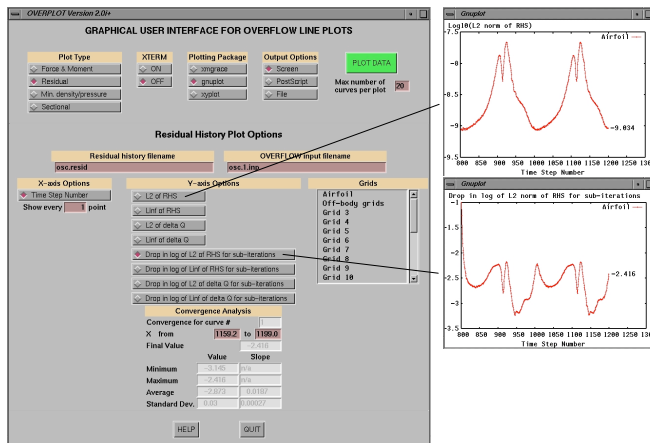 OVERPLOT Version 2.0i+
GRAPHICAL USER INTERFACE FOR OVERFLOW LINE PLOTS
Plot Type
Force & Moment
Residual
Min. density/pressure
Sectional
XTERM
ON
OFF
Plotting Package
xmgrace
gnuplot
xyplot
Output Options
Screen
PostScript
File
PLOT DATA
Max number of
curves per plot
20
Residual History Plot Options
Residual history filename
osc.resid
OVERFLOW input filename
osc.1.inp
X-axis Options
Time Step Number
Show every 1 point
Y-axis Options
L2 of RHS
Linf of RHS
L2 of delta Q
Linf of delta Q
Drop in log of L2 of RHS for sub-iterations
Drop in log of Linf of RHS for sub-iterations
Drop in log of L2 of delta Q for sub-iterations
Drop in log of Linf of delta Q for sub-iterations
Grids
Airfoil
Off-body grids
Grid 3
Grid 4
Grid 5
Grid 6
Grid 7
Grid 8
Grid 9
Grid 10
Convergence Analysis
Convergence for curve # 1
X from 1159.2 to 1199.0
Final Value -2.416
Value Slope
Minimum -3.145 n/a
Maximum -2.416 n/a
Average -2.873 0.0187
Standard Dev. 0.03 0.00027
HELP
QUIT
Gnuplot
Log10(L2 norm of RHS)
-7.5
Airfoil
-8
-8.5
-9
-9.034
-9.5
800 850 900 950 1000 1050 1100 1150 1200 1250 130
Time Step Number
Gnuplot
Drop in log of L2 norm of RHS for sub-iterations
-1
Airfoil
-1.5
-2
-2.416
-2.5
-3
-3.5
800 850 900 950 1000 1050 1100 1150 1200 1250 130
Time Step Number